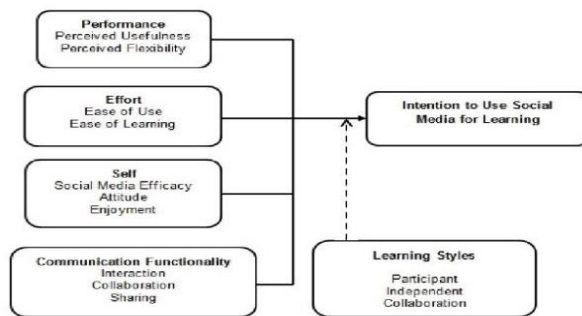 Performance
Perceived Usefulness
Perceived Flexibility
Effort
Ease of Use
Ease of Learning
Intention to Use Social
Media for Learning
Self
Social Media Efficacy
Attitude
Enjoyment
Communication Functionality
Interaction
Collaboration
Sharing
Learning Styles
Participant
Independent
Collaboration